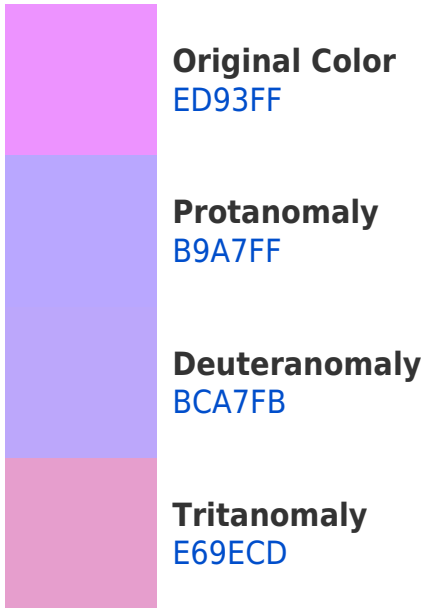 Original Color
ED93FF
Protanomaly
B9A7FF
Deuteranomaly
BCA7FB
Tritanomaly
E69ECD